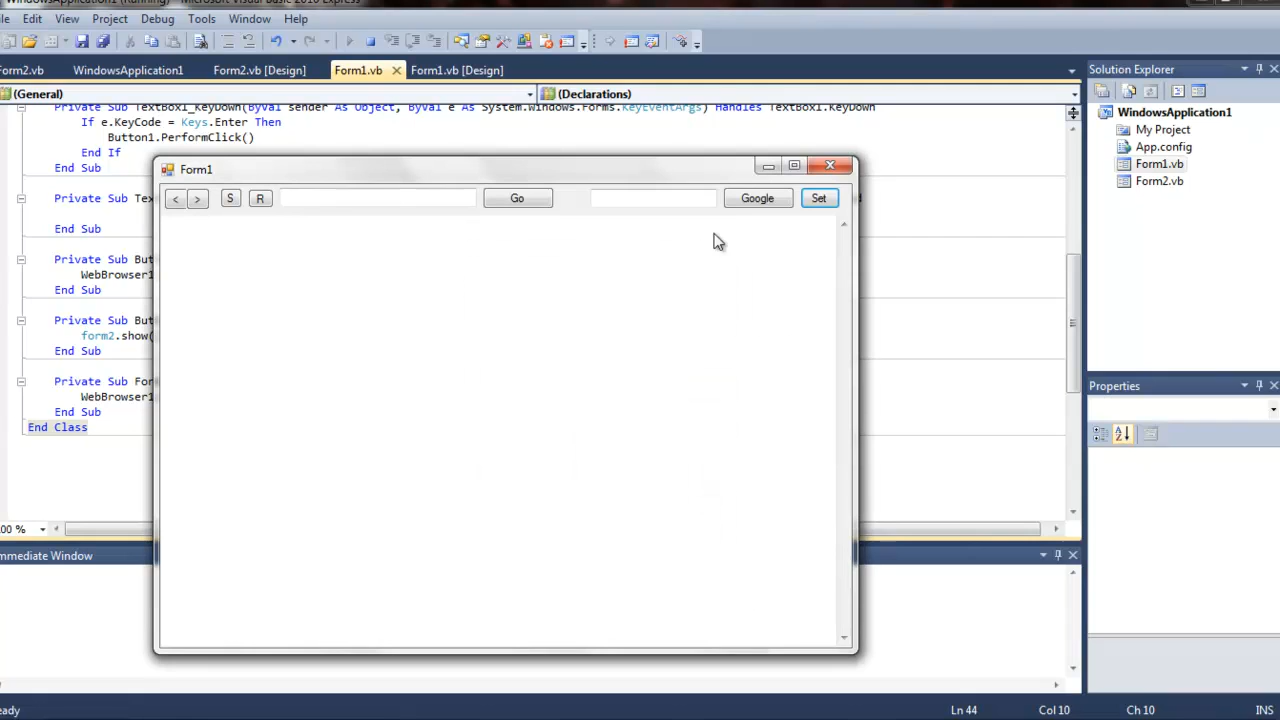 WindowsApplication1 (Running) - Microsoft Visual Basic 2010 Express
Edit View Project Debug Tools Window Help
Form2.vb WindowsApplication1 Form2.vb [Design] Form1.vb Form1.vb [Design]
(General) (Declarations)
Private Sub TextBox1_KeyDown(ByVal sender As Object, ByVal e As System.Windows.Forms.KeyEventArgs) Handles TextBox1.KeyDown
If e.KeyCode = Keys.Enter Then
Button1.PerformClick()
End If
End Sub
Private Sub Tex
End Sub
Private Sub But
WebBrowser1
End Sub
Private Sub But
form2.show(
End Sub
Private Sub For
WebBrowser1
End Sub
End Class
Form1
< > S R Go Google Set
00 %
mmediate Window
Solution Explorer
WindowsApplication1
My Project
App.config
Form1.vb
Form2.vb
Properties
eady Ln 44 Col 10 Ch 10 INS